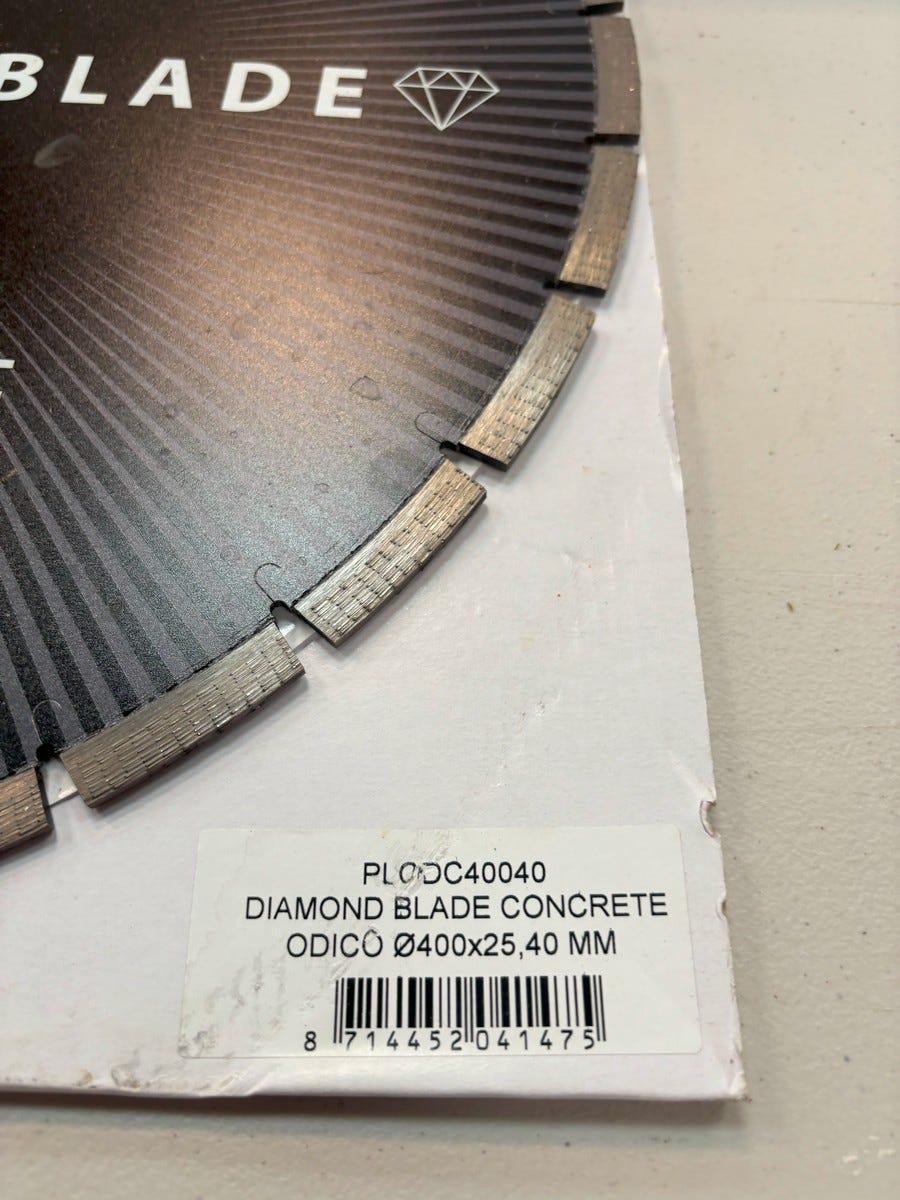 BLADE
PLODC40040
DIAMOND BLADE CONCRETE
ODICO Ø400x25,40 MM
8 714452 041475